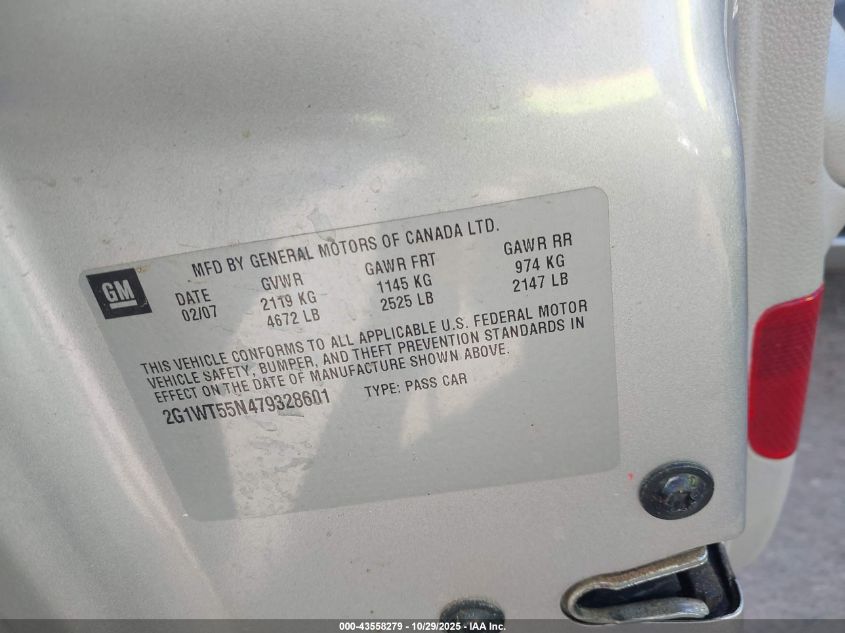 MFD BY GENERAL MOTORS OF CANADA LTD.
GM
DATE GVWR GAWR FRT GAWR RR
02/07 2119 KG 1145 KG 974 KG
4672 LB 2525 LB 2147 LB
THIS VEHICLE CONFORMS TO ALL APPLICABLE U.S. FEDERAL MOTOR
VEHICLE SAFETY, BUMPER, AND THEFT PREVENTION STANDARDS IN
EFFECT ON THE DATE OF MANUFACTURE SHOWN ABOVE.
2G1WT55N479328601 TYPE: PASS CAR
000-43558279 - 10/29/2025 - IAA Inc.